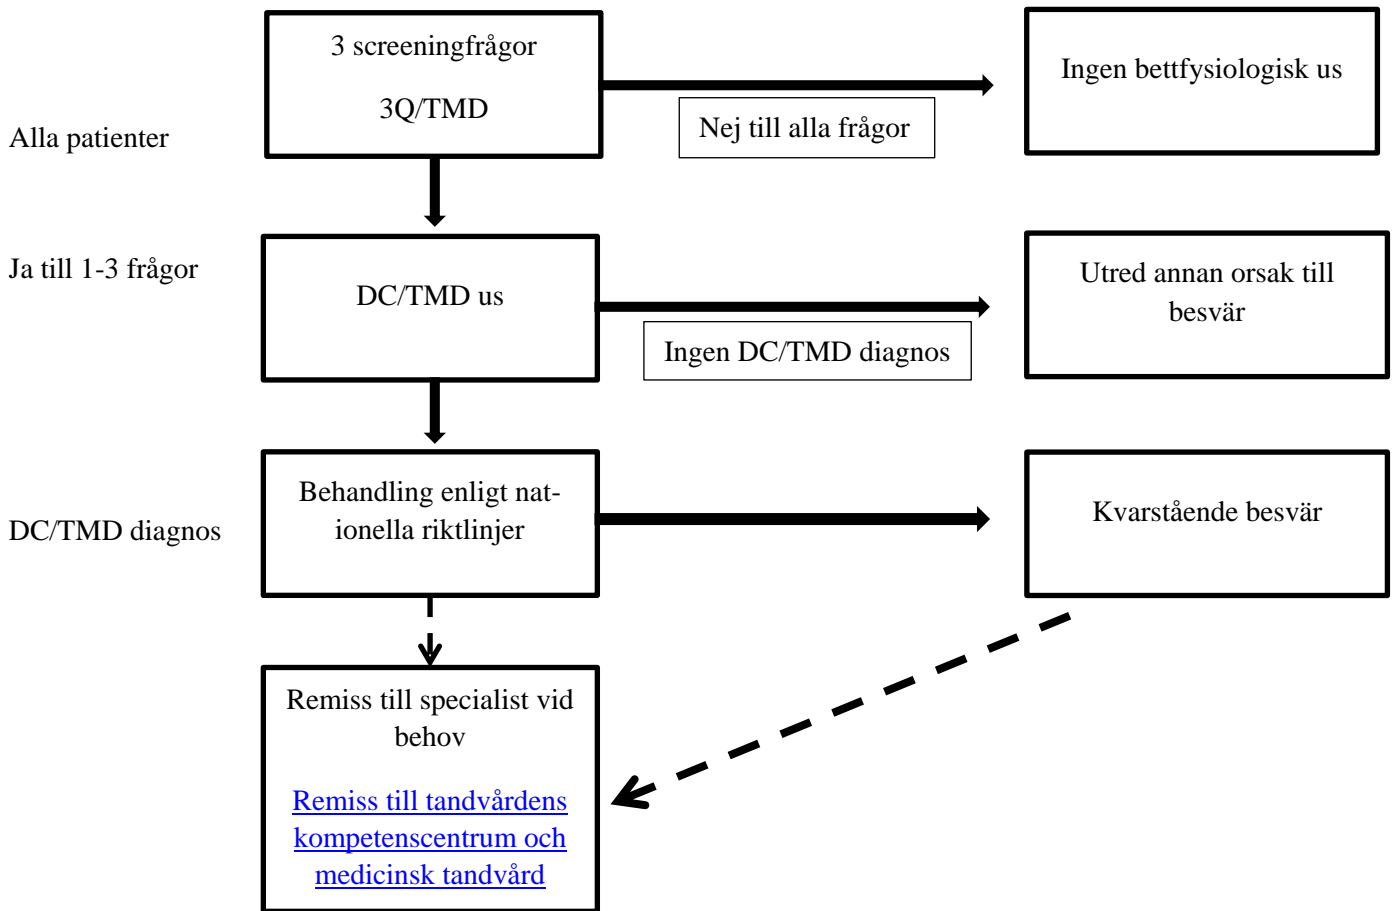 3 screeningfrågor
3Q/TMD
Nej till alla frågor
Ingen bettfysiologisk us
Alla patienter
Ja till 1-3 frågor
DC/TMD us
Ingen DC/TMD diagnos
Utred annan orsak till
besvär
DC/TMD diagnos
Behandling enligt nat-
ionella riktlinjer
Kvarstående besvär
Remiss till specialist vid
behov
Remiss till tandvårdens
kompetenscentrum och
medicinsk tandvård